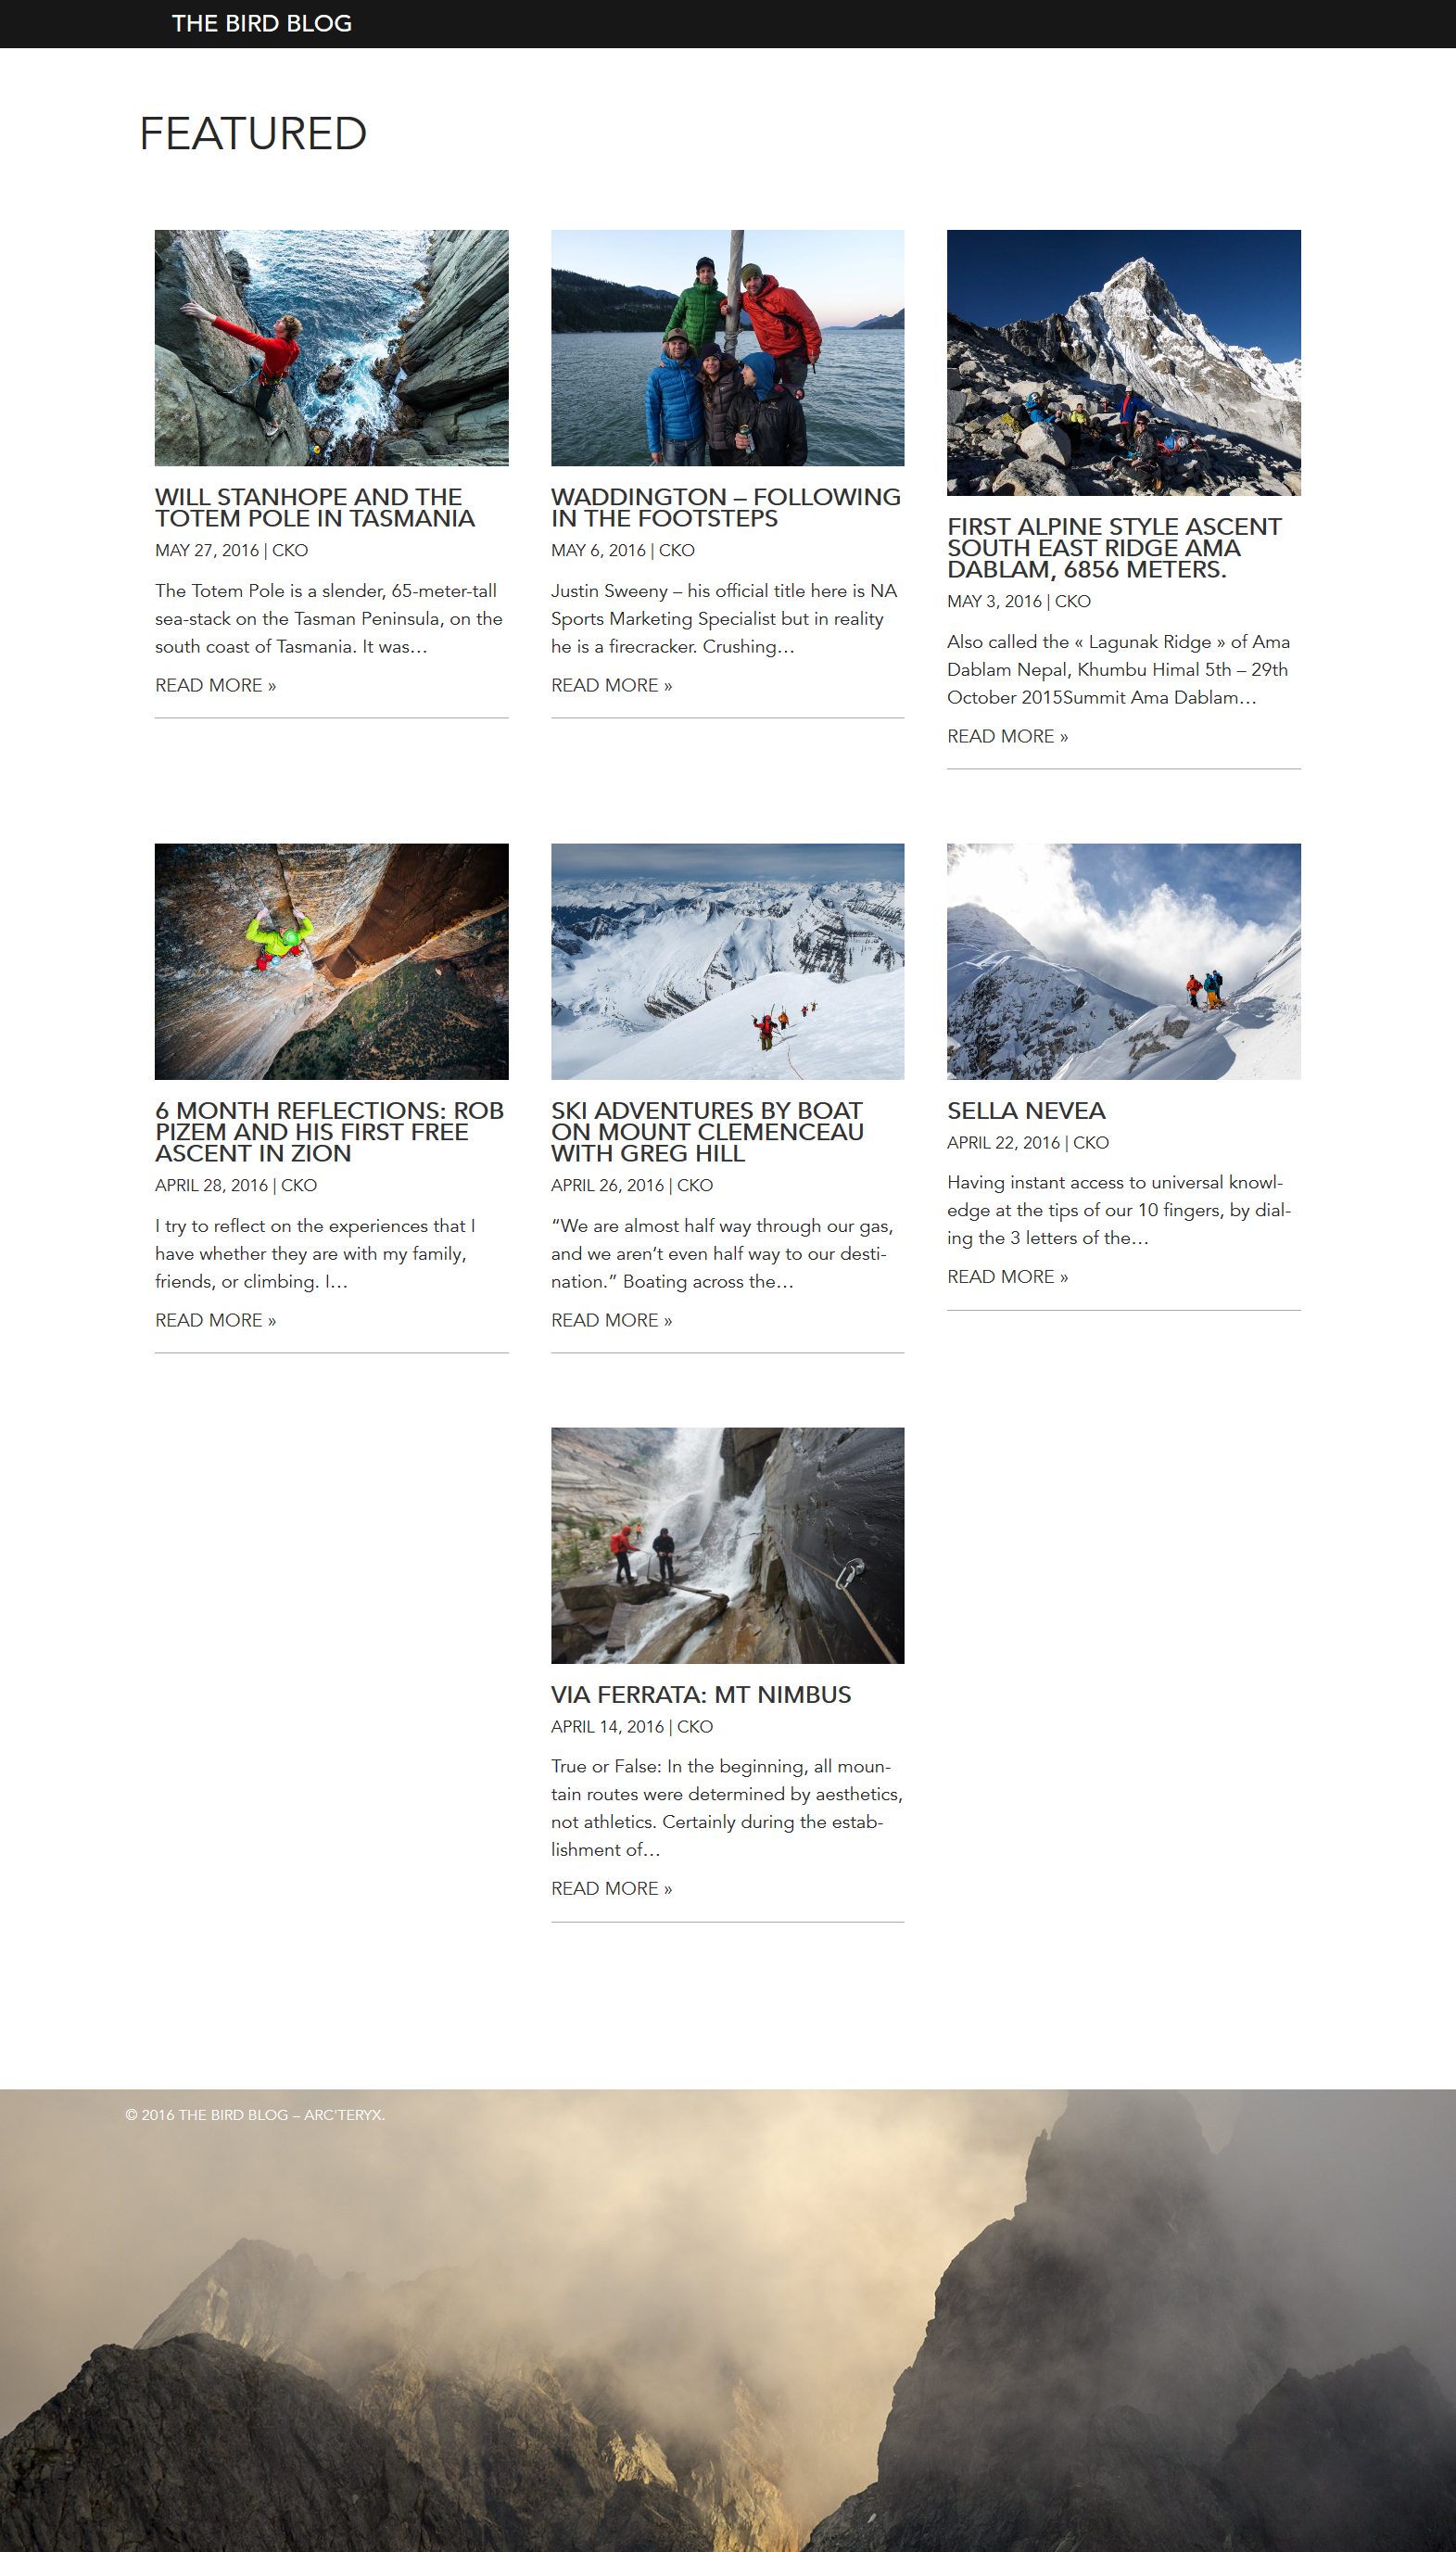 THE BIRD BLOG
FEATURED
WILL STANHOPE AND THE
TOTEM POLE IN TASMANIA
MAY 27, 2016 | CKO
The Totem Pole is a slender, 65-meter-tall
sea-stack on the Tasman Peninsula, on the
south coast of Tasmania. It was…
READ MORE »
WADDINGTON – FOLLOWING
IN THE FOOTSTEPS
MAY 6, 2016 | CKO
Justin Sweeny – his official title here is NA
Sports Marketing Specialist but in reality
he is a firecracker. Crushing…
READ MORE »
FIRST ALPINE STYLE ASCENT
SOUTH EAST RIDGE AMA
DABLAM, 6856 METERS.
MAY 3, 2016 | CKO
Also called the « Lagunak Ridge » of Ama
Dablam Nepal, Khumbu Himal 5th – 29th
October 2015Summit Ama Dablam…
READ MORE »
6 MONTH REFLECTIONS: ROB
PIZEM AND HIS FIRST FREE
ASCENT IN ZION
APRIL 28, 2016 | CKO
I try to reflect on the experiences that I
have whether they are with my family,
friends, or climbing. I…
READ MORE »
SKI ADVENTURES BY BOAT
ON MOUNT CLEMENCEAU
WITH GREG HILL
APRIL 26, 2016 | CKO
“We are almost half way through our gas,
and we aren’t even half way to our desti-
nation.” Boating across the…
READ MORE »
SELLA NEVEA
APRIL 22, 2016 | CKO
Having instant access to universal knowl-
edge at the tips of our 10 fingers, by dial-
ing the 3 letters of the…
READ MORE »
VIA FERRATA: MT NIMBUS
APRIL 14, 2016 | CKO
True or False: In the beginning, all moun-
tain routes were determined by aesthetics,
not athletics. Certainly during the estab-
lishment of…
READ MORE »
© 2016 THE BIRD BLOG – ARC'TERYX.